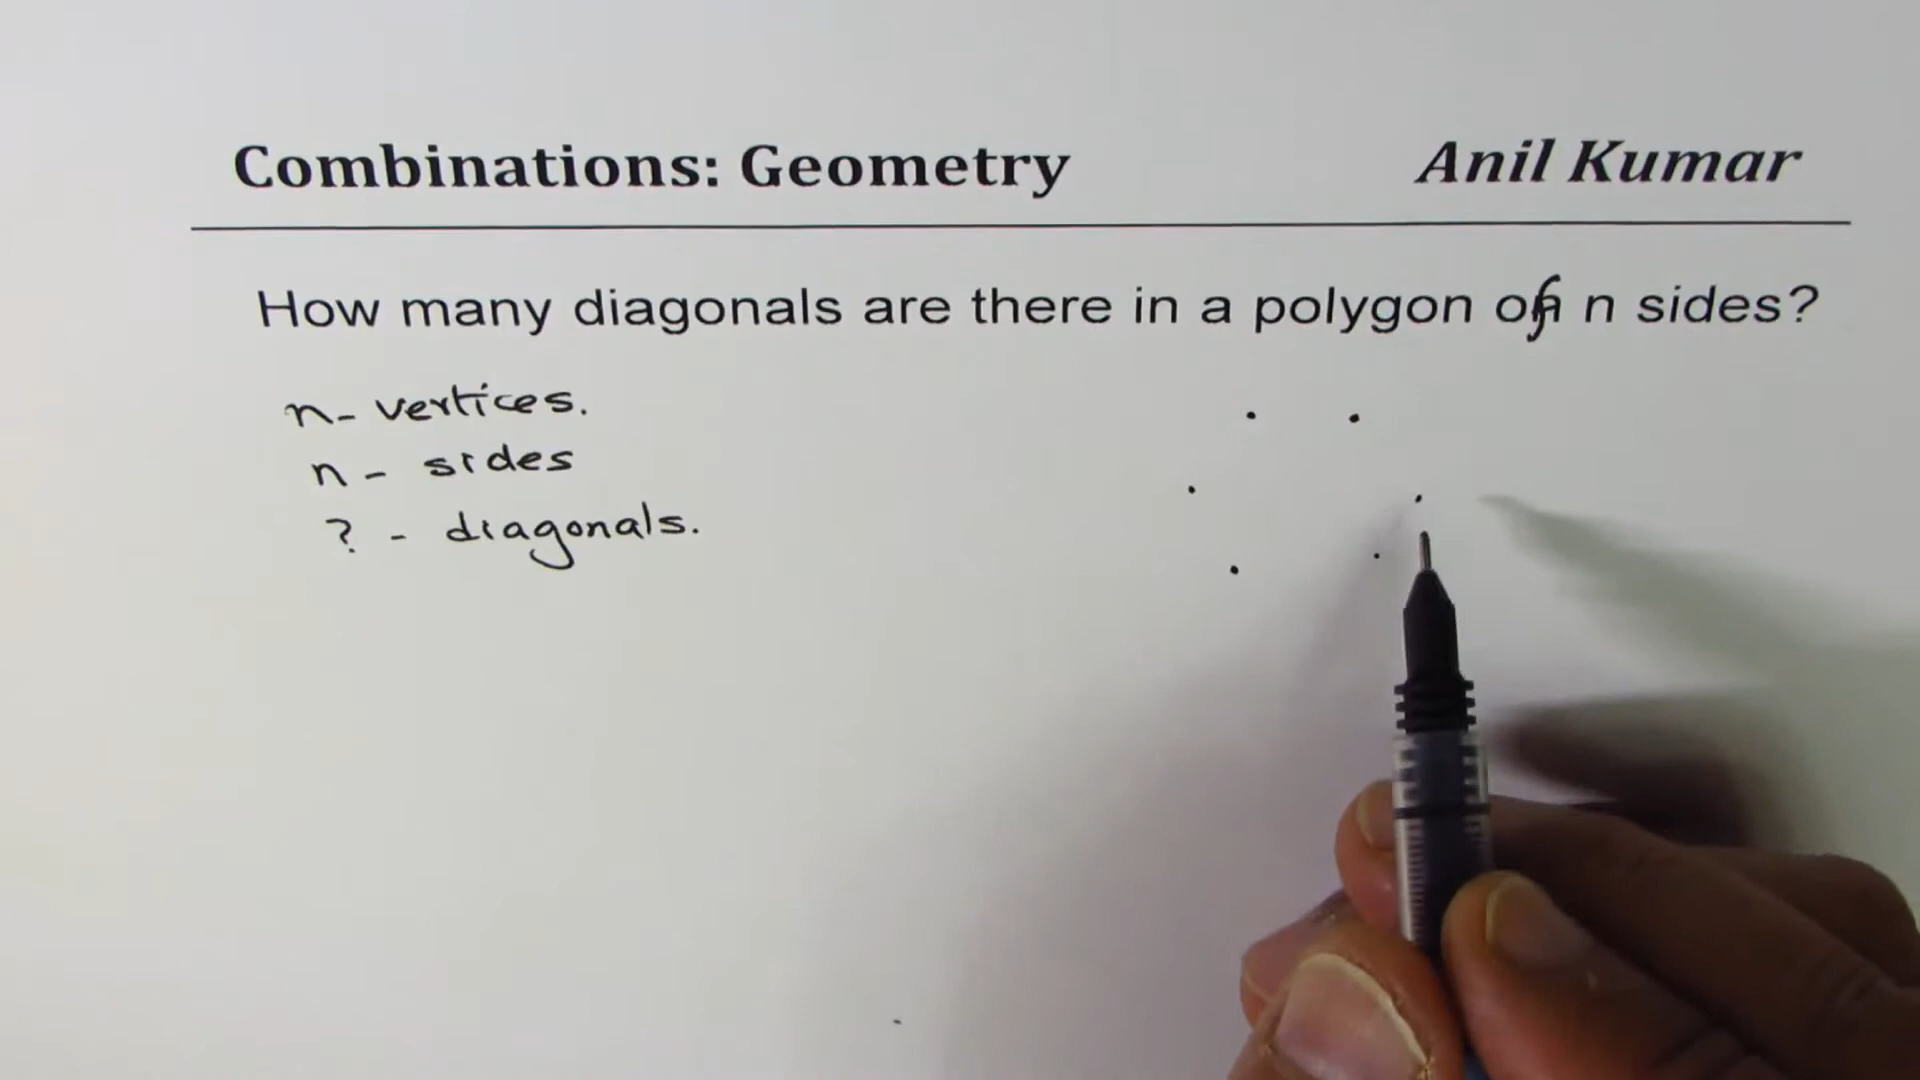 Combinations: Geometry Anil Kumar
How many diagonals are there in a polygon of n sides?
n - vertices.
n - sides
? - diagonals.